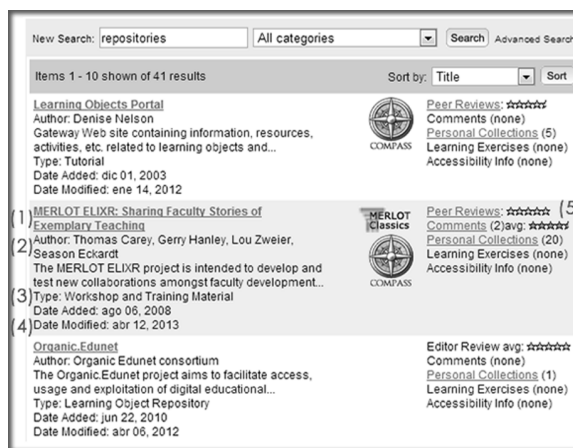 New Search: repositories All categories Search Advanced Search
Items 1 - 10 shown of 41 results Sort by: Title Sort
Learning Objects Portal
Author: Denise Nelson
Gateway Web site containing information, resources,
activities, etc. related to learning objects and...
Type: Tutorial
Date Added: dic 01, 2003
Date Modified: ene 14, 2012
COMPASS
Peer Reviews:
Comments (none)
Personal Collections (5)
Learning Exercises (none)
Accessibility Info (none)
(1) MERLOT ELIXR: Sharing Faculty Stories of
Exemplary Teaching
(2) Author: Thomas Carey, Gerry Hanley, Lou Zweier,
Season Eckardt
The MERLOT ELIXR project is intended to develop and
test new collaborations amongst faculty development...
(3) Type: Workshop and Training Material
Date Added: ago 06, 2008
(4) Date Modified: abr 12, 2013
MERLOT
Classics
COMPASS
Peer Reviews: (5
Comments (2)avg:
Personal Collections (20)
Learning Exercises (none)
Accessibility Info (none)
Organic.Edunet
Author: Organic Edunet consortium
The Organic.Edunet project aims to facilitate access,
usage and exploitation of digital educational...
Type: Learning Object Repository
Date Added: jun 22, 2010
Date Modified: abr 06, 2012
Editor Review avg:
Comments (none)
Personal Collections (1)
Learning Exercises (none)
Accessibility Info (none)